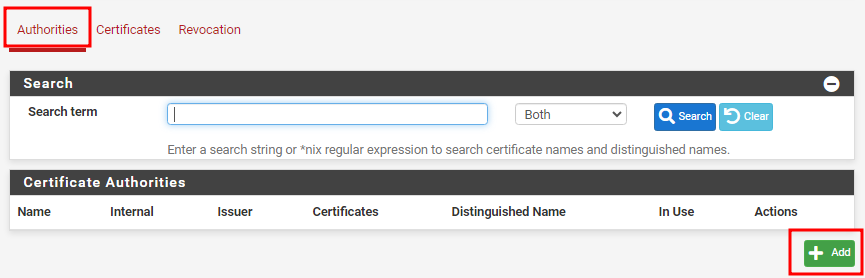 Authorities Certificates Revocation
Search
Search term Both Search Clear
Enter a search string or *nix regular expression to search certificate names and distinguished names.
Certificate Authorities
Name Internal Issuer Certificates Distinguished Name In Use Actions
Add